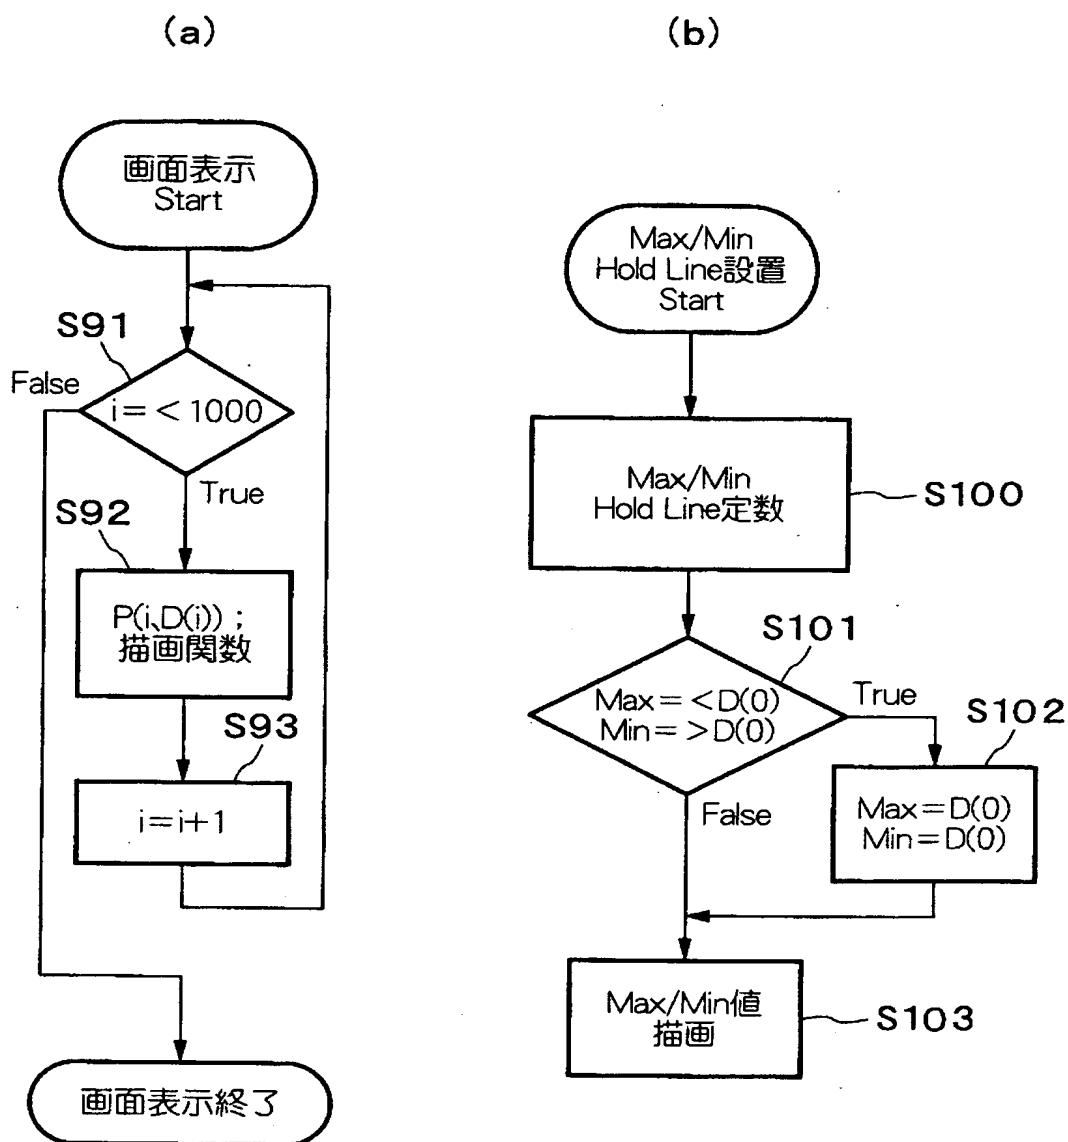 (a)
画面表示
Start
S91
False
i=<1000
True
S92
P(i、D(i)) ;
描画関数
S93
i=i+1
画面表示終了
(b)
Max/Min
Hold Line設置
Start
Max/Min
Hold Line定数
S100
S101
Max=<D(0)
Min=>D(0)
True
S102
False
Max=D(0)
Min=D(0)
Max/Min値
描画
S103